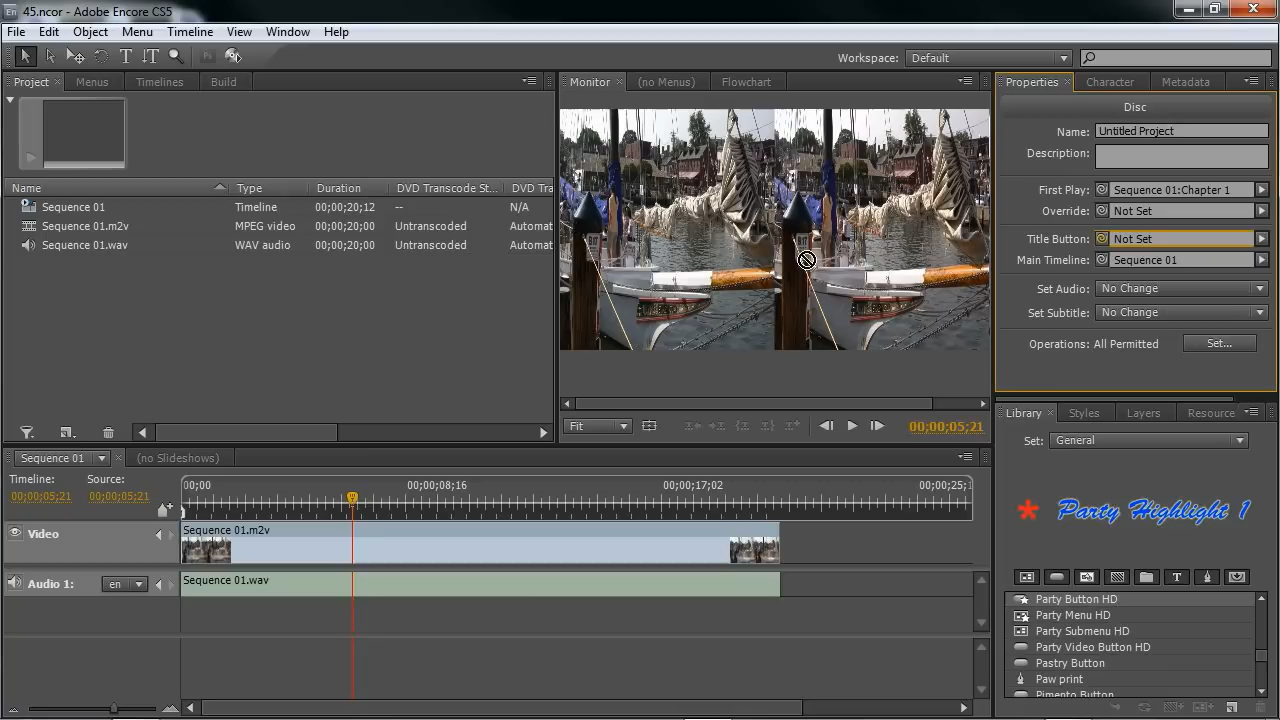 45.ncor - Adobe Encore CS5
File Edit Object Menu Timeline View Window Help
Workspace: Default
Project Menus Timelines Build
Monitor (no Menus) Flowchart
Properties Character Metadata
Disc
Name: Untitled Project
Description:
First Play: Sequence 01:Chapter 1
Override: Not Set
Title Button: Not Set
Main Timeline: Sequence 01
Set Audio: No Change
Set Subtitle: No Change
Operations: All Permitted Set...
Name Type Duration DVD Transcode St... DVD Tra
Sequence 01 Timeline 00;00;20;12 -- N/A
Sequence 01.m2v MPEG video 00;00;20;00 Untranscoded Automat
Sequence 01.wav WAV audio 00;00;20;00 Untranscoded Automat
Fit 00;00;05;21
Library Styles Layers Resource
Set: General
Party Highlight 1
Party Button HD
Party Menu HD
Party Submenu HD
Party Video Button HD
Pastry Button
Paw print
Pimento Button
Sequence 01 (no Slideshows)
Timeline: Source:
00;00;05;21 00;00;05;21
00;00 00;00;08;16 00;00;17;02 00;00;25;1
Video
Sequence 01.m2v
Audio 1: en
Sequence 01.wav